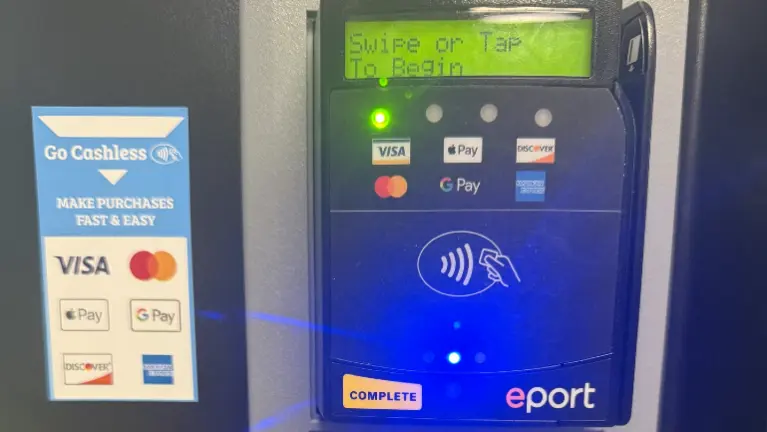 Go Cashless
MAKE PURCHASES
FAST & EASY
VISA
Pay
G Pay
DISCOVER
AMERICAN
EXPRESS
Swipe or Tap
To Begin
VISA
Pay
DISCOVER
G Pay
COMPLETE
eport